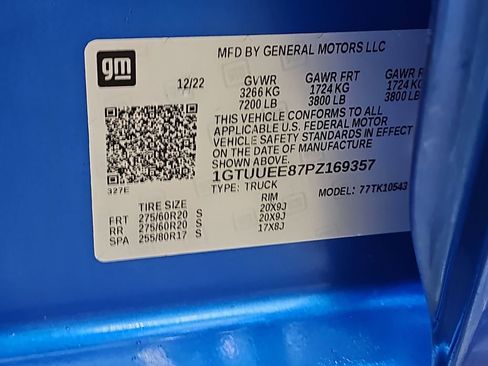 gm
MFD BY GENERAL MOTORS LLC
12/22 GVWR GAWR FRT GAWR RR
3266 KG 1724 KG 1724 KG
7200 LB 3800 LB 3800 LB
THIS VEHICLE CONFORMS TO ALL
APPLICABLE U.S. FEDERAL MOTOR
VEHICLE SAFETY STANDARDS IN EFFECT
ON THE DATE OF MANUFACTURE
SHOWN ABOVE.
1GTUUEE87PZ169357
327E
TYPE: TRUCK MODEL: 77TK10543
TIRE SIZE RIM
FRT 275/60R20 S 20X9J
RR 275/60R20 S 20X9J
SPA 255/80R17 S 17X8J